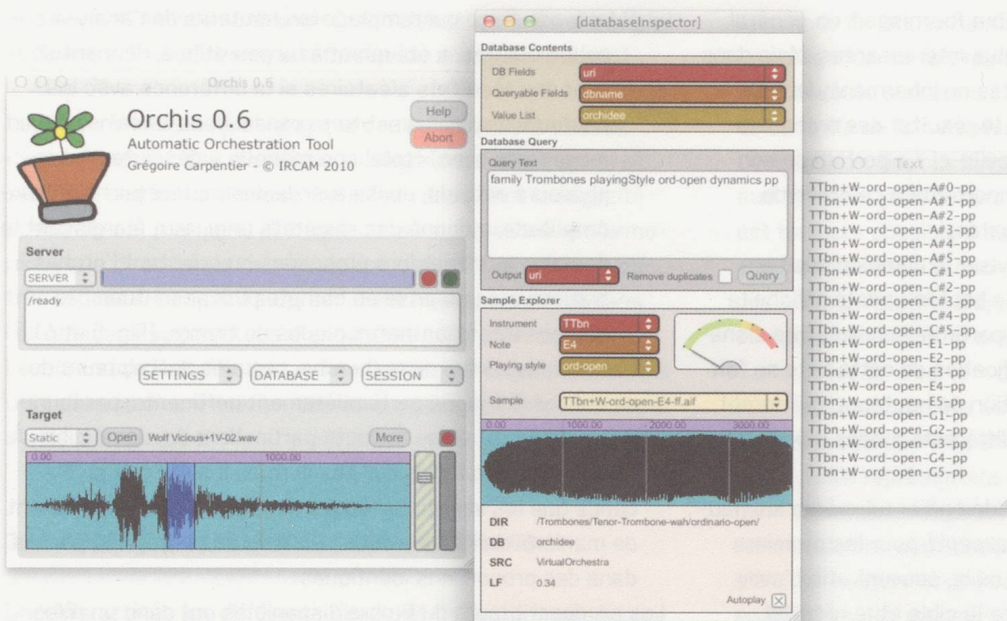 Orchis 0.6
Orchis 0.6
Automatic Orchestration Tool
Grégoire Carpentier - © IRCAM 2010
Help
Abort
Server
SERVER
/ready
SETTINGS
DATABASE
SESSION
Target
Static
Open
Wolf Vicious+1V-02.wav
More
0.00
1000.00
[databaseInspector]
Database Contents
DB Fields
uri
Queryable Fields
dbname
Value List
orchidee
Database Query
Query Text
family Trombones playingStyle ord-open dynamics pp
Output
uri
Remove duplicates
Query
Sample Explorer
Instrument
TTbn
Note
E4
Playing style
ord-open
Sample
TTbn+W-ord-open-E4-ff.aif
0.00
1000.00
2000.00
3000.00
DIR /Trombones/Tenor-Trombone-wah/ordinario-open/
DB orchidee
SRC VirtualOrchestra
LF 0.34
Autoplay
Text
TTbn+W-ord-open-A#0-pp
TTbn+W-ord-open-A#1-pp
TTbn+W-ord-open-A#2-pp
TTbn+W-ord-open-A#3-pp
TTbn+W-ord-open-A#4-pp
TTbn+W-ord-open-A#5-pp
TTbn+W-ord-open-C#1-pp
TTbn+W-ord-open-C#2-pp
TTbn+W-ord-open-C#3-pp
TTbn+W-ord-open-C#4-pp
TTbn+W-ord-open-C#5-pp
TTbn+W-ord-open-E1-pp
TTbn+W-ord-open-E2-pp
TTbn+W-ord-open-E3-pp
TTbn+W-ord-open-E4-pp
TTbn+W-ord-open-E5-pp
TTbn+W-ord-open-G1-pp
TTbn+W-ord-open-G2-pp
TTbn+W-ord-open-G3-pp
TTbn+W-ord-open-G4-pp
TTbn+W-ord-open-G5-pp